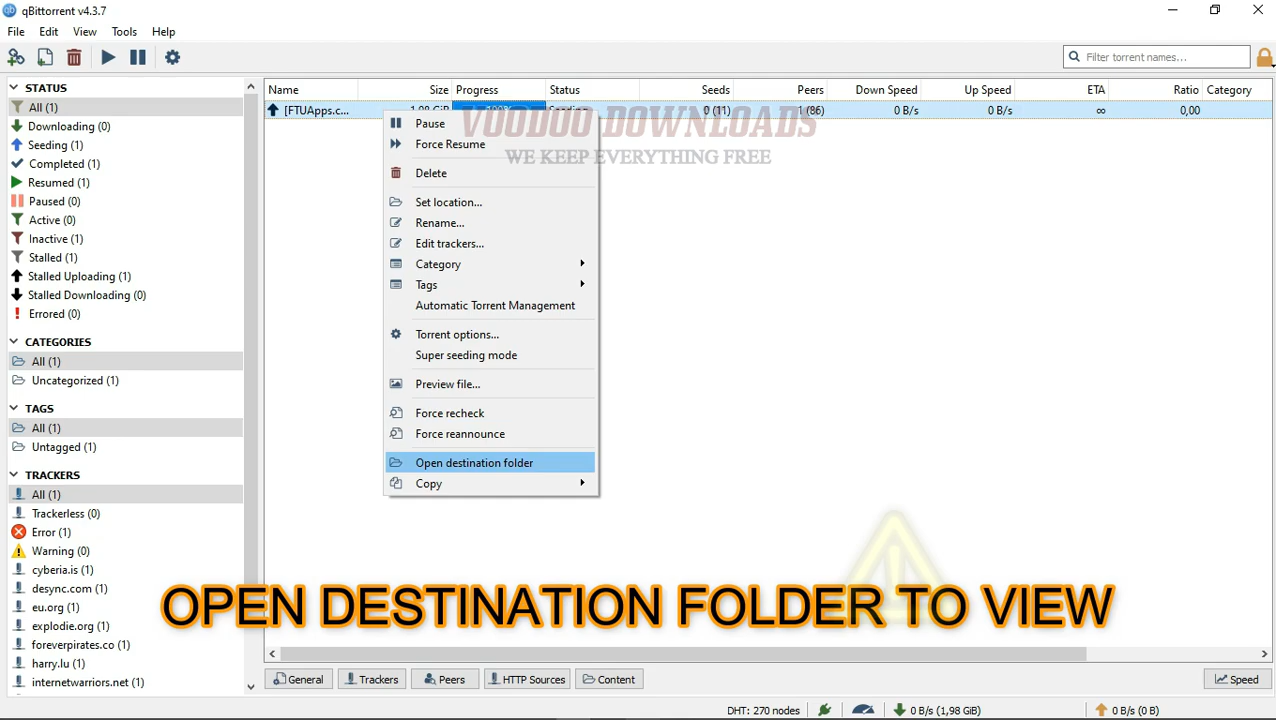 qBittorrent v4.3.7
File Edit View Tools Help
Filter torrent names...
STATUS
All (1)
Downloading (0)
Seeding (1)
Completed (1)
Resumed (1)
Paused (0)
Active (0)
Inactive (1)
Stalled (1)
Stalled Uploading (1)
Stalled Downloading (0)
Errored (0)
CATEGORIES
All (1)
Uncategorized (1)
TAGS
All (1)
Untagged (1)
TRACKERS
All (1)
Trackerless (0)
Error (1)
Warning (0)
cyberia.is (1)
desync.com (1)
eu.org (1)
explodie.org (1)
foreverpirates.co (1)
harry.lu (1)
internetwarriors.net (1)
Name Size Progress Status Seeds Peers Down Speed Up Speed ETA Ratio Category
[FTUApps.c... 1,98 GiB 100% Seeding 0 (11) 1 (86) 0 B/s 0 B/s ∞ 0,00
VOODOO DOWNLOADS
WE KEEP EVERYTHING FREE
Pause
Force Resume
Delete
Set location...
Rename...
Edit trackers...
Category
Tags
Automatic Torrent Management
Torrent options...
Super seeding mode
Preview file...
Force recheck
Force reannounce
Open destination folder
Copy
OPEN DESTINATION FOLDER TO VIEW
General Trackers Peers HTTP Sources Content Speed
DHT: 270 nodes 0 B/s (1,98 GiB) 0 B/s (0 B)